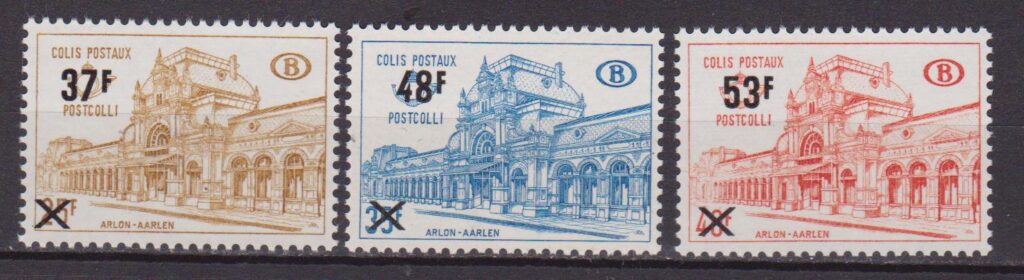 COLIS POSTAUX
37F
POSTCOLLI
B
ARLON-AARLEN
COLIS POSTAUX
48F
POSTCOLLI
B
ARLON-AARLEN
COLIS POSTAUX
53F
POSTCOLLI
B
ARLON-AARLEN